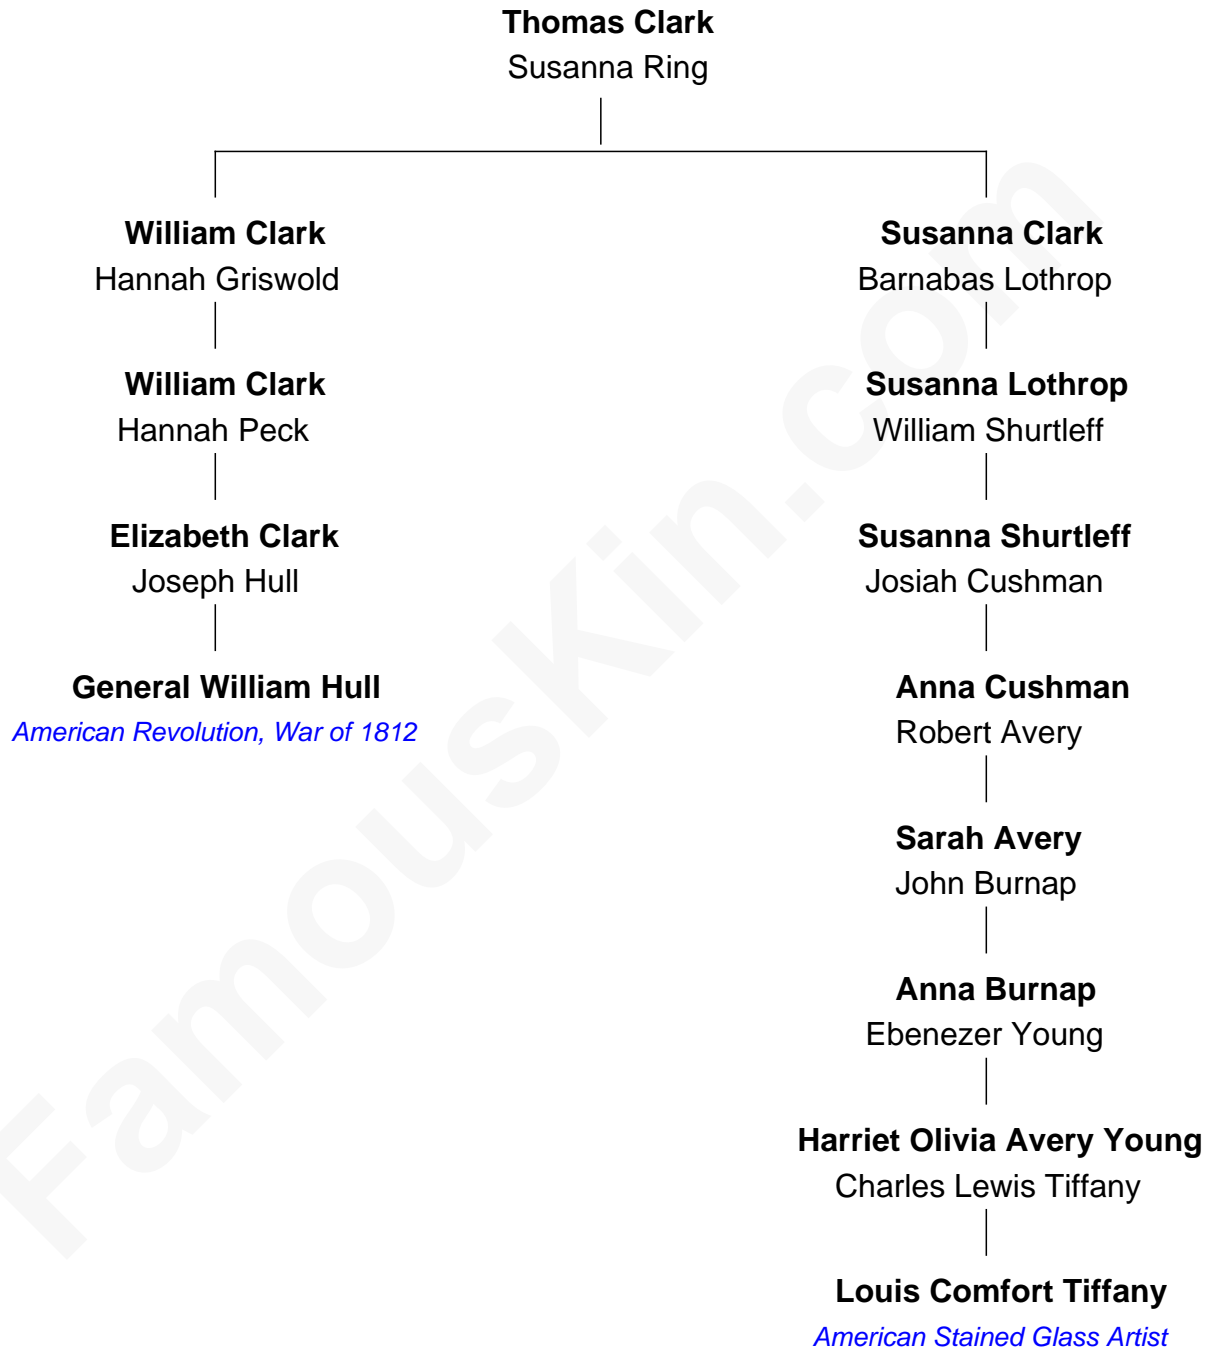 Thomas Clark
Susanna Ring
William Clark
Hannah Griswold
William Clark
Hannah Peck
Elizabeth Clark
Joseph Hull
General William Hull
American Revolution, War of 1812
Susanna Clark
Barnabas Lothrop
Susanna Lothrop
William Shurtleff
Susanna Shurtleff
Josiah Cushman
Anna Cushman
Robert Avery
Sarah Avery
John Burnap
Anna Burnap
Ebenezer Young
Harriet Olivia Avery Young
Charles Lewis Tiffany
Louis Comfort Tiffany
American Stained Glass Artist
FamousKin.com